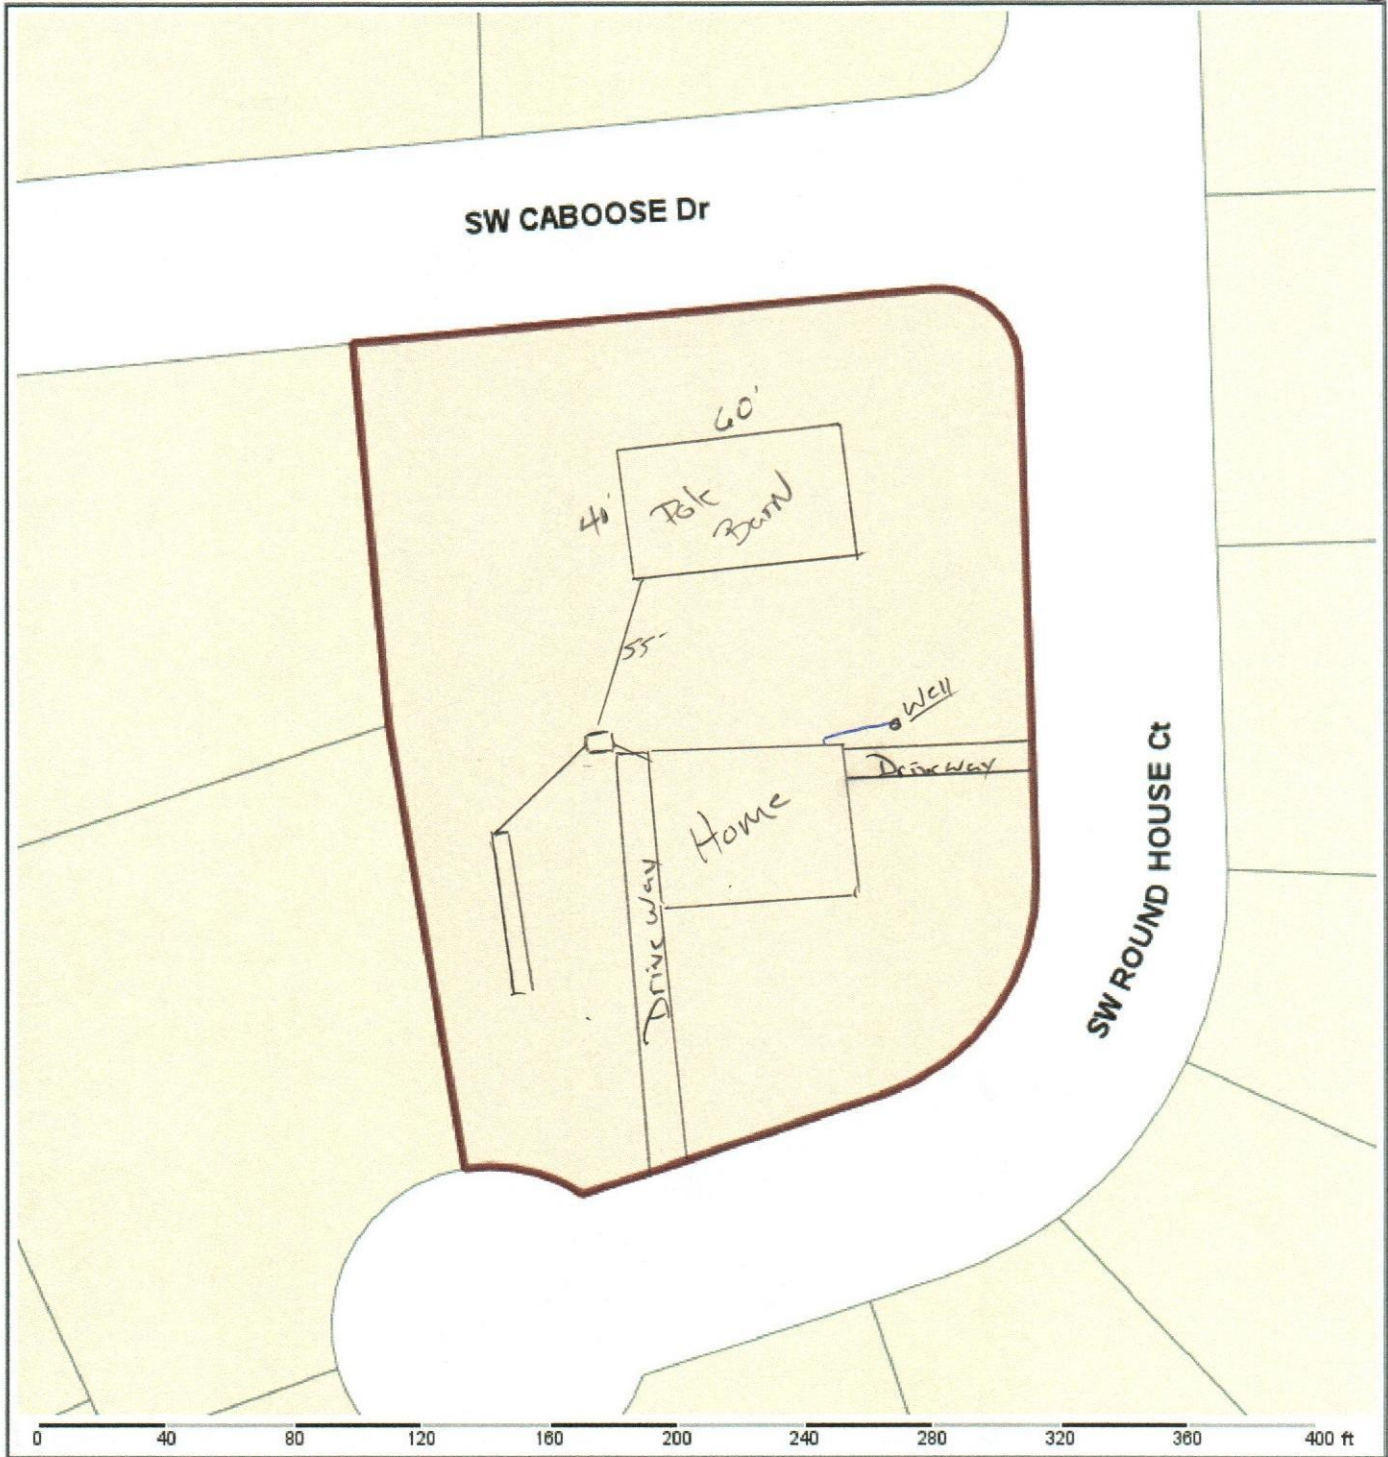 SW CABOOSE Dr
60'
40'
Pole
Barn
55'
Well
Driveway
Home
Drive way
SW ROUND HOUSE Ct
0 40 80 120 160 200 240 280 320 360 400 ft